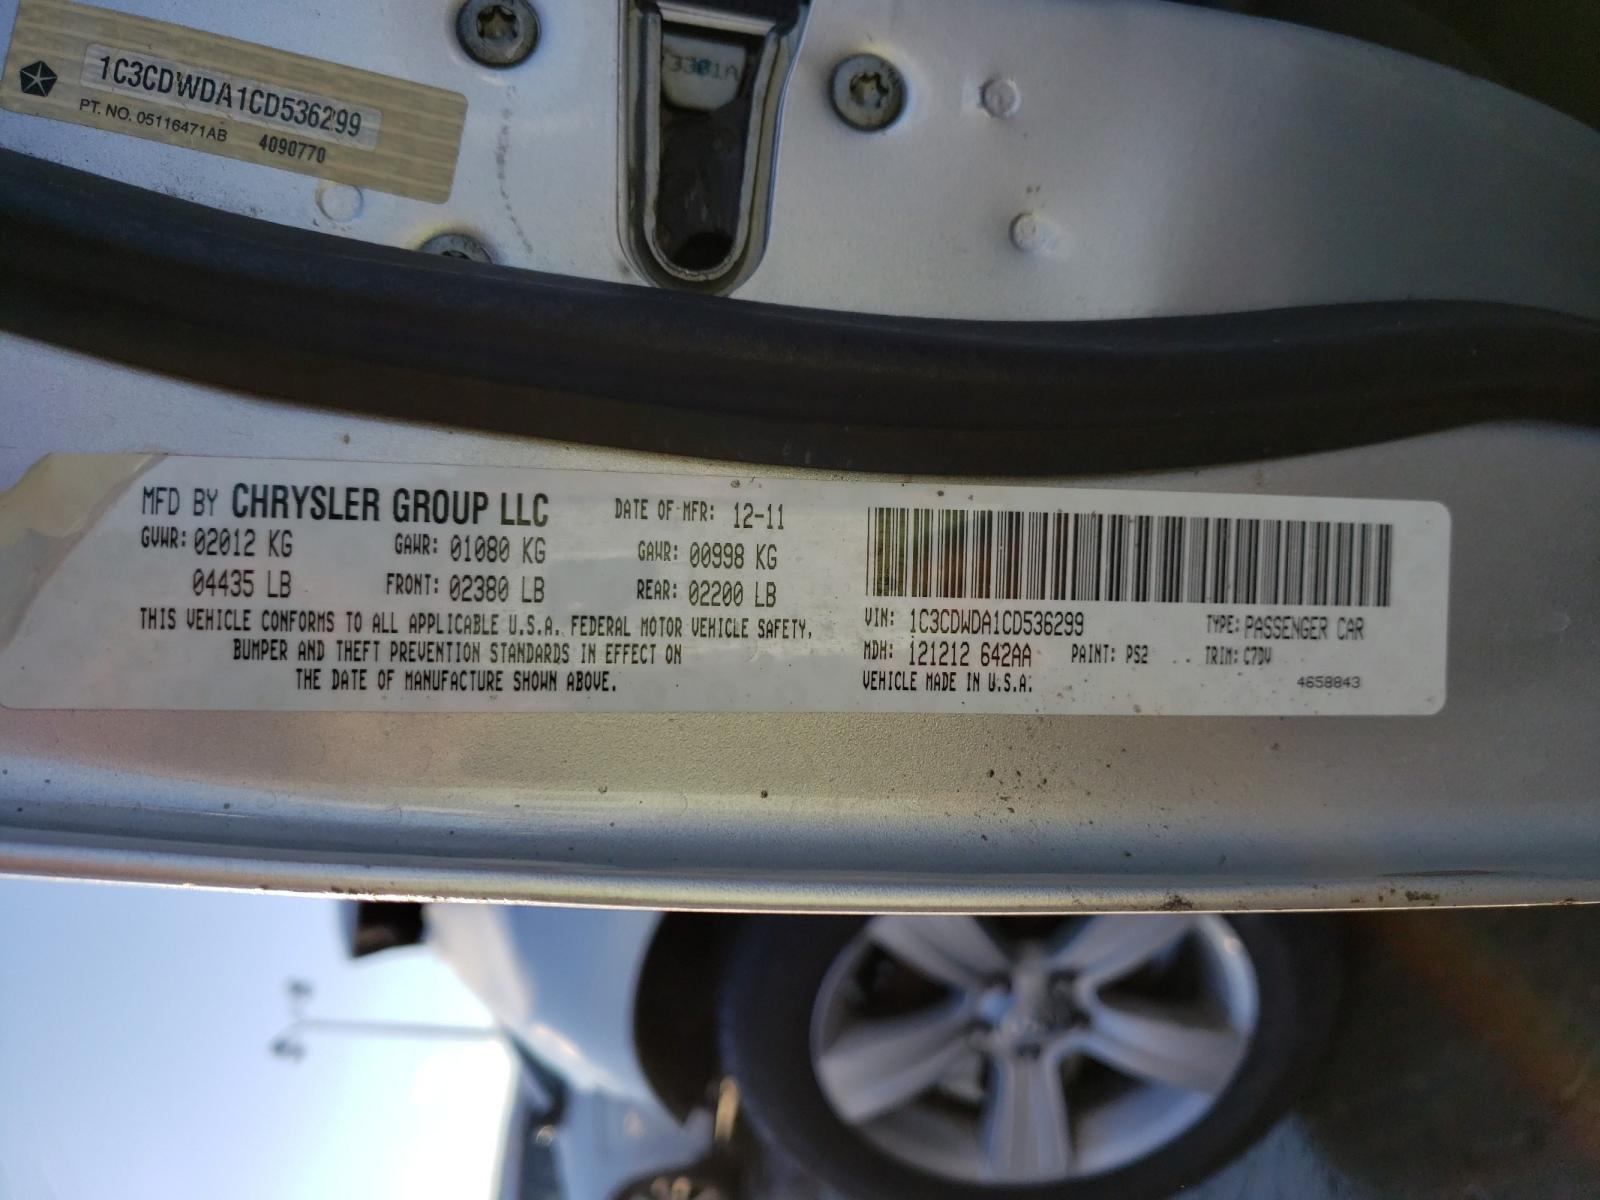 1C3CDWDA1CD536299
PT. NO. 05116471AB 4090770
3301A
MFD BY CHRYSLER GROUP LLC DATE OF MFR: 12-11
GVWR: 02012 KG GAWR: 01080 KG GAWR: 00998 KG
04435 LB FRONT: 02380 LB REAR: 02200 LB
THIS VEHICLE CONFORMS TO ALL APPLICABLE U.S.A. FEDERAL MOTOR VEHICLE SAFETY,
BUMPER AND THEFT PREVENTION STANDARDS IN EFFECT ON
THE DATE OF MANUFACTURE SHOWN ABOVE.
VIN: 1C3CDWDA1CD536299 TYPE: PASSENGER CAR
MDH: 121212 642AA PAINT: PS2 TRIM: C7DV
VEHICLE MADE IN U.S.A. 4658843